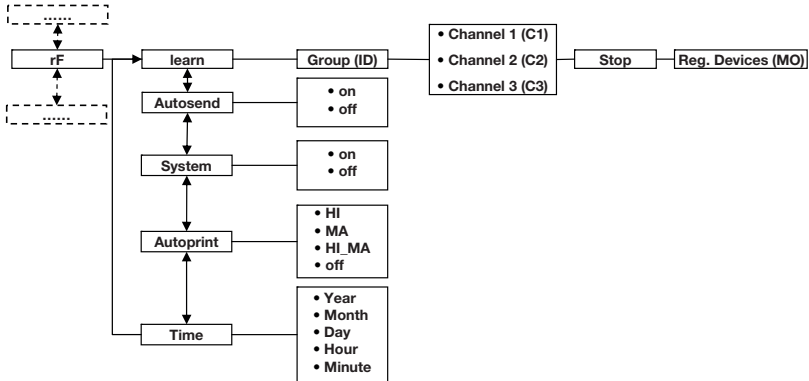 ......
rF
......
learn
Group (ID)
• Channel 1 (C1)
• Channel 2 (C2)
• Channel 3 (C3)
Stop
Reg. Devices (MO)
Autosend
• on
• off
System
• on
• off
Autoprint
• HI
• MA
• HI_MA
• off
Time
• Year
• Month
• Day
• Hour
• Minute